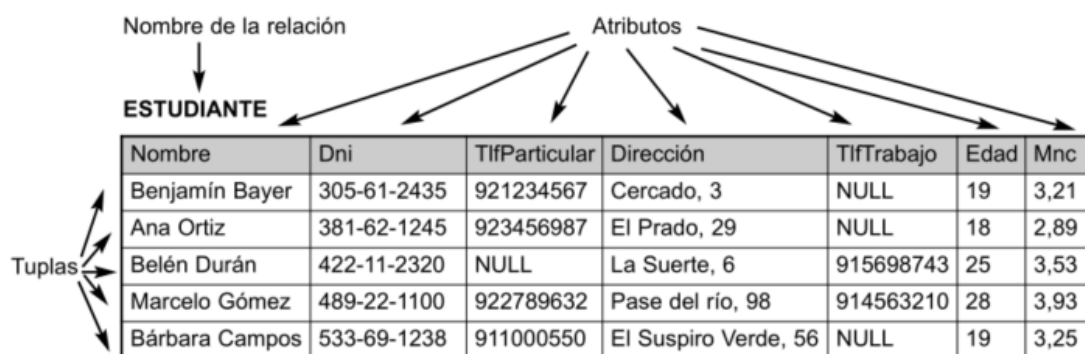 Nombre de la relación Atributos
ESTUDIANTE
Nombre Dni TlfParticular Dirección TlfTrabajo Edad Mnc
Benjamín Bayer 305-61-2435 921234567 Cercado, 3 NULL 19 3,21
Ana Ortiz 381-62-1245 923456987 El Prado, 29 NULL 18 2,89
Tuplas Belén Durán 422-11-2320 NULL La Suerte, 6 915698743 25 3,53
Marcelo Gómez 489-22-1100 922789632 Pase del río, 98 914563210 28 3,93
Bárbara Campos 533-69-1238 911000550 El Suspiro Verde, 56 NULL 19 3,25